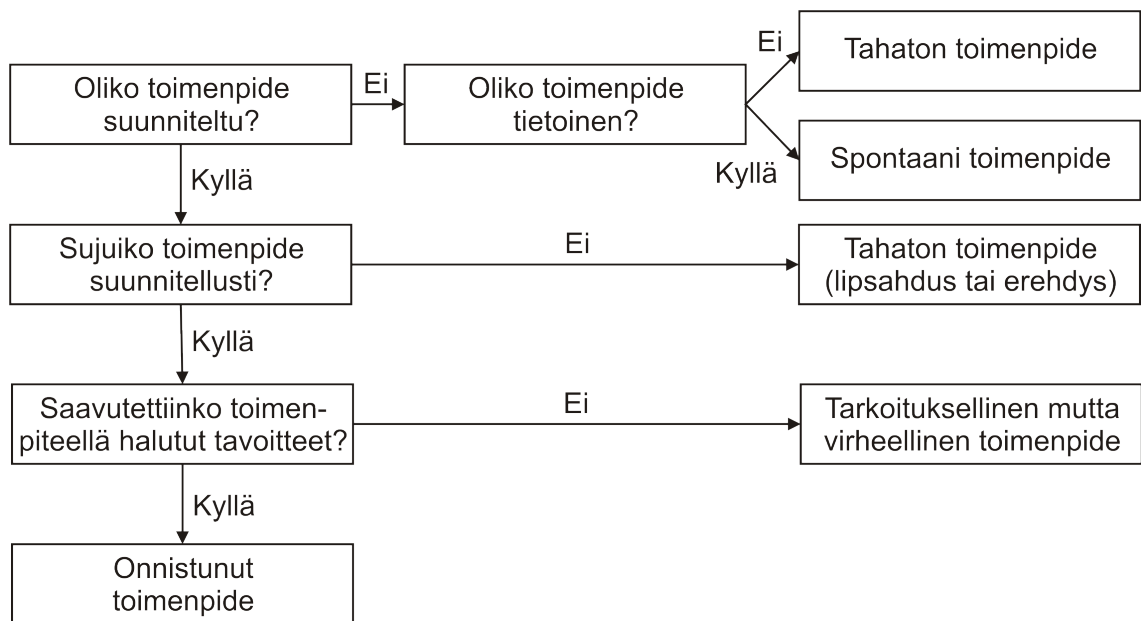 Oliko toimenpide
suunniteltu?
Ei
Oliko toimenpide
tietoinen?
Ei
Tahaton toimenpide
Kyllä
Spontaani toimenpide
Kyllä
Sujuiko toimenpide
suunnitellusti?
Ei
Tahaton toimenpide
(lipsahdus tai erehdys)
Kyllä
Saavutettiinko toimen-
piteellä halutut tavoitteet?
Ei
Tarkoituksellinen mutta
virheellinen toimenpide
Kyllä
Onnistunut
toimenpide